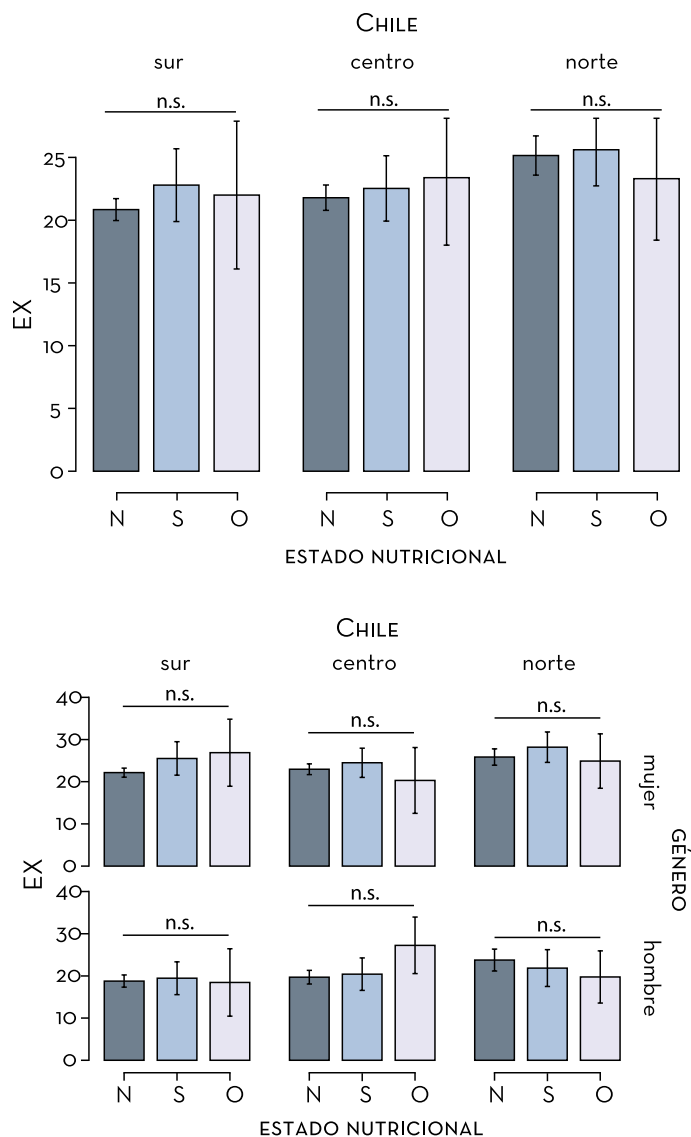 CHILE
sur centro norte
n.s. n.s. n.s.
25
20
15
10
5
0
EX
N S O N S O N S O
ESTADO NUTRICIONAL
CHILE
sur centro norte
40
30
20
10
0
n.s. n.s. n.s.
mujer
EX
GÉNERO
40
30
20
10
0
n.s. n.s. n.s.
hombre
N S O N S O N S O
ESTADO NUTRICIONAL